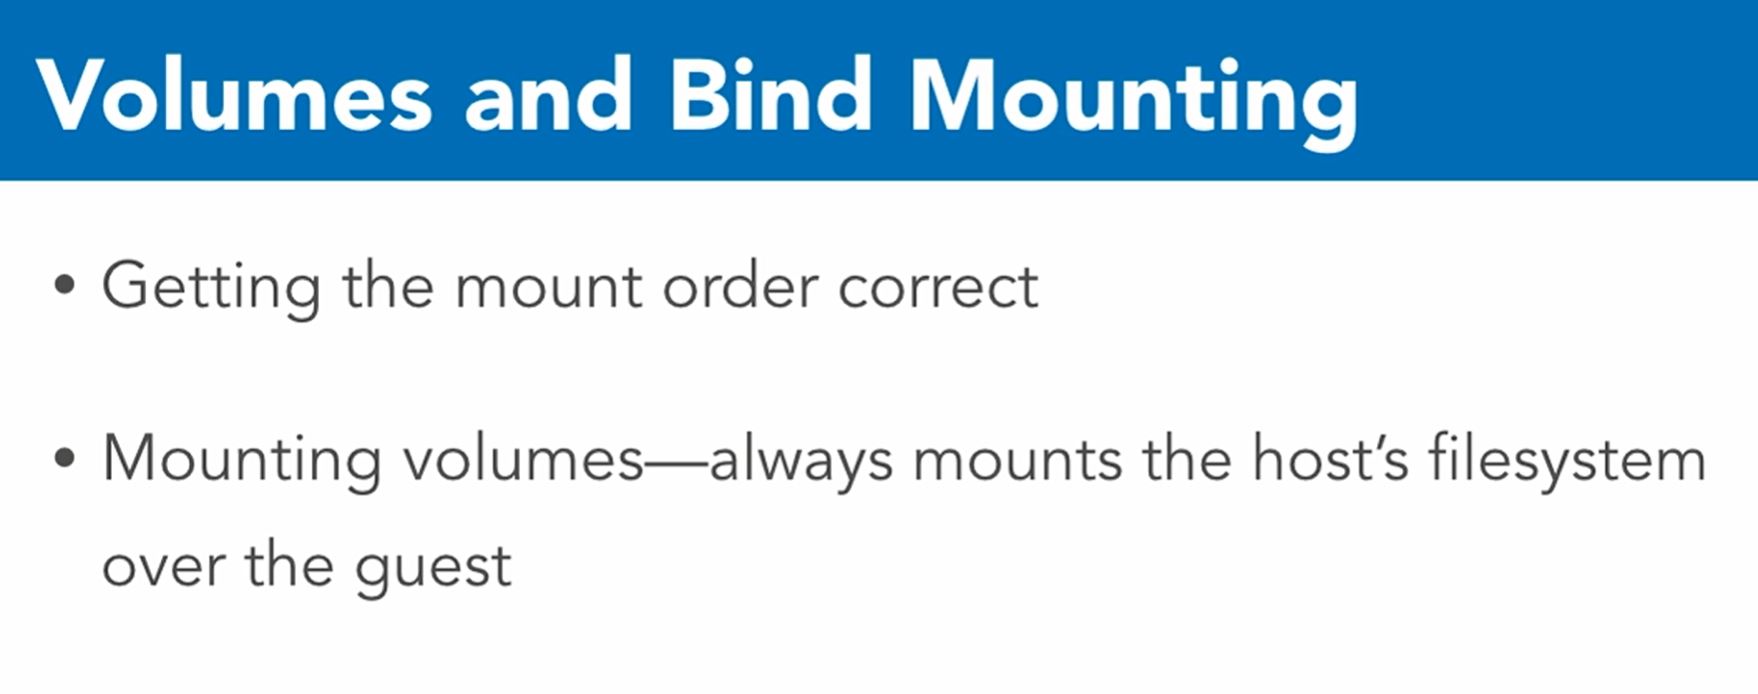 Volumes and Bind Mounting
• Getting the mount order correct
• Mounting volumes—always mounts the host’s filesystem
over the guest